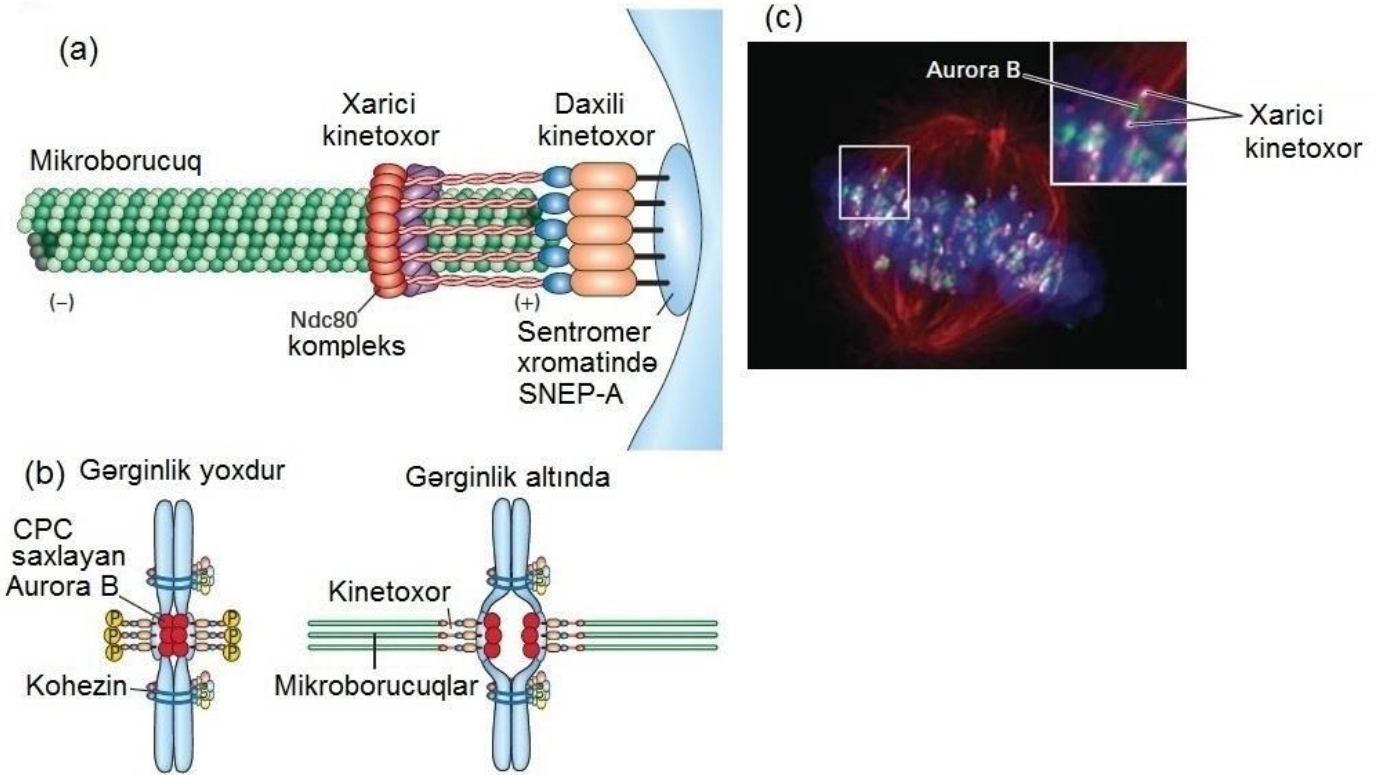 (a)
Mikroborucuq
Xarici
kinetoxor
Daxili
kinetoxor
(–)
(+)
Ndc80
kompleks
Sentromer
xromatində
SNEP-A
(c)
Aurora B
Xarici
kinetoxor
(b)
Gərginlik yoxdur
CPC
saxlayan
Aurora B
P
P
P
P
P
P
Kohezin
Gərginlik altında
Kinetoxor
Mikroborucuqlar